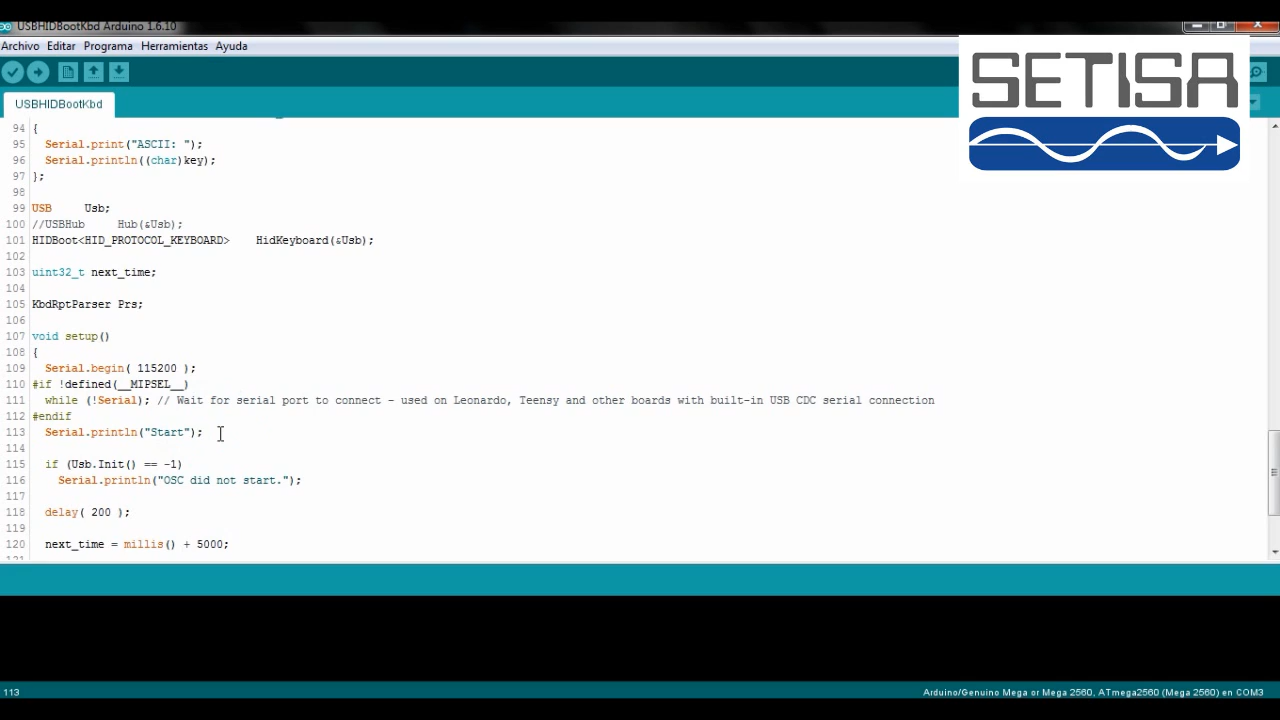 USBHIDBootKbd Arduino 1.6.10
Archivo Editar Programa Herramientas Ayuda
SETISA
USBHIDBootKbd
94 {
95 Serial.print("ASCII: ");
96 Serial.println((char)key);
97 };
98
99 USB Usb;
100 //USBHub Hub(&Usb);
101 HIDBoot<HID_PROTOCOL_KEYBOARD> HidKeyboard(&Usb);
102
103 uint32_t next_time;
104
105 KbdRptParser Prs;
106
107 void setup()
108 {
109 Serial.begin( 115200 );
110 #if !defined(__MIPSEL__)
111 while (!Serial); // Wait for serial port to connect - used on Leonardo, Teensy and other boards with built-in USB CDC serial connection
112 #endif
113 Serial.println("Start");
114
115 if (Usb.Init() == -1)
116 Serial.println("OSC did not start.");
117
118 delay( 200 );
119
120 next_time = millis() + 5000;
121
113
Arduino/Genuino Mega or Mega 2560, ATmega2560 (Mega 2560) en COM3